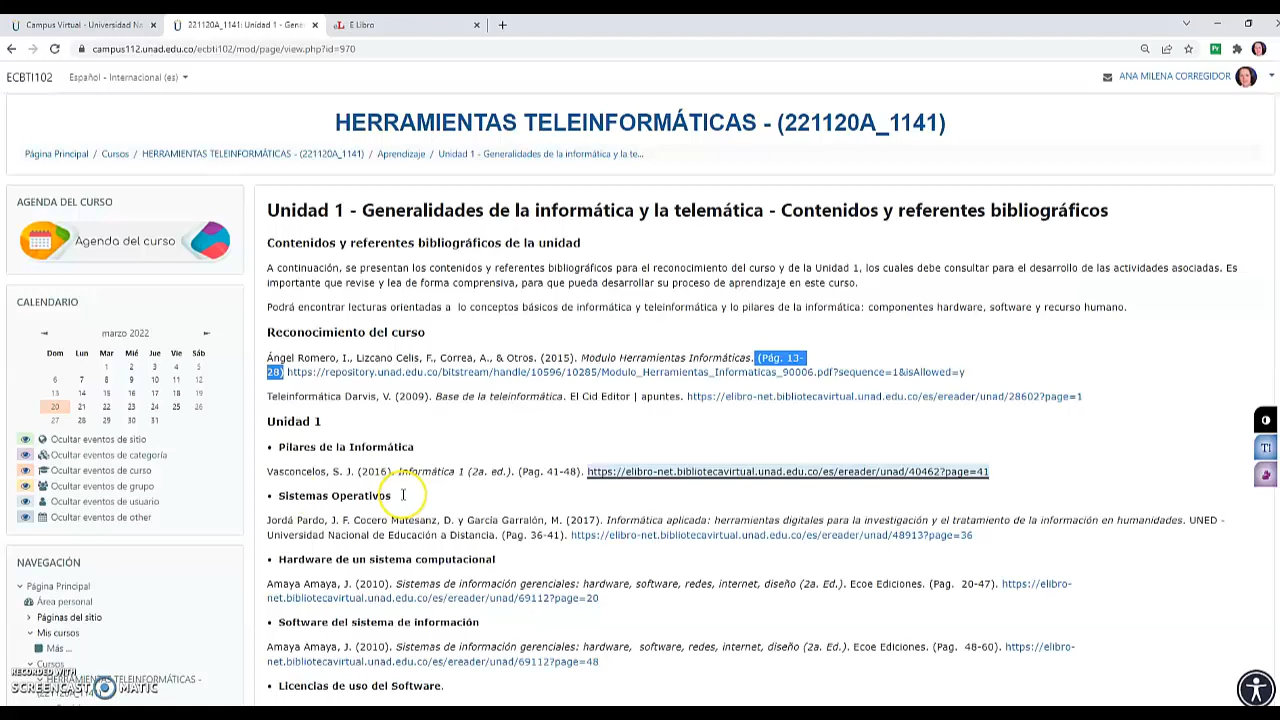 Campus Virtual - Universidad Na
221120A_1141: Unidad 1 - Gene
E Libro
campus112.unad.edu.co/ecbti102/mod/page/view.php?id=970
ECBTI102
Español - Internacional (es)
ANA MILENA CORREGIDOR
HERRAMIENTAS TELEINFORMÁTICAS - (221120A_1141)
Página Principal / Cursos / HERRAMIENTAS TELEINFORMÁTICAS - (221120A_1141) / Aprendizaje / Unidad 1 - Generalidades de la informática y la te...
AGENDA DEL CURSO
Agenda del curso
CALENDARIO
marzo 2022
Dom Lun Mar Mié Jue Vie Sáb
1 2 3 4 5
6 7 8 9 10 11 12
13 14 15 16 17 18 19
20 21 22 23 24 25 26
27 28 29 30 31
Ocultar eventos de sitio
Ocultar eventos de categoría
Ocultar eventos de curso
Ocultar eventos de grupo
Ocultar eventos de usuario
Ocultar eventos de other
NAVEGACIÓN
Página Principal
Área personal
Páginas del sitio
Mis cursos
Más ...
Cursos
HERRAMIENTAS TELEINFORMÁTICAS -
RECORDED WITH
SCREENCAST MATIC
Unidad 1 - Generalidades de la informática y la telemática - Contenidos y referentes bibliográficos
Contenidos y referentes bibliográficos de la unidad
A continuación, se presentan los contenidos y referentes bibliográficos para el reconocimiento del curso y de la Unidad 1, los cuales debe consultar para el desarrollo de las actividades asociadas. Es
importante que revise y lea de forma comprensiva, para que pueda desarrollar su proceso de aprendizaje en este curso.
Podrá encontrar lecturas orientadas a lo conceptos básicos de informática y teleinformática y lo pilares de la informática: componentes hardware, software y recurso humano.
Reconocimiento del curso
Ángel Romero, I., Lizcano Celis, F., Correa, A., & Otros. (2015). Modulo Herramientas Informáticas. (Pág. 13-
28) https://repository.unad.edu.co/bitstream/handle/10596/10285/Modulo_Herramientas_Informaticas_90006.pdf?sequence=1&isAllowed=y
Teleinformática Darvis, V. (2009). Base de la teleinformática. El Cid Editor | apuntes. https://elibro-net.bibliotecavirtual.unad.edu.co/es/ereader/unad/28602?page=1
Unidad 1
• Pilares de la Informática
Vasconcelos, S. J. (2016). Informática 1 (2a. ed.). (Pag. 41-48). https://elibro-net.bibliotecavirtual.unad.edu.co/es/ereader/unad/40462?page=41
• Sistemas Operativos
Jordá Pardo, J. F. Cocero Matesanz, D. y García Garralón, M. (2017). Informática aplicada: herramientas digitales para la investigación y el tratamiento de la información en humanidades. UNED -
Universidad Nacional de Educación a Distancia. (Pag. 36-41). https://elibro-net.bibliotecavirtual.unad.edu.co/es/ereader/unad/48913?page=36
• Hardware de un sistema computacional
Amaya Amaya, J. (2010). Sistemas de información gerenciales: hardware, software, redes, internet, diseño (2a. Ed.). Ecoe Ediciones. (Pag. 20-47). https://elibro-
net.bibliotecavirtual.unad.edu.co/es/ereader/unad/69112?page=20
• Software del sistema de información
Amaya Amaya, J. (2010). Sistemas de información gerenciales: hardware, software, redes, internet, diseño (2a. Ed.). Ecoe Ediciones. (Pag. 48-60). https://elibro-
net.bibliotecavirtual.unad.edu.co/es/ereader/unad/69112?page=48
• Licencias de uso del Software.